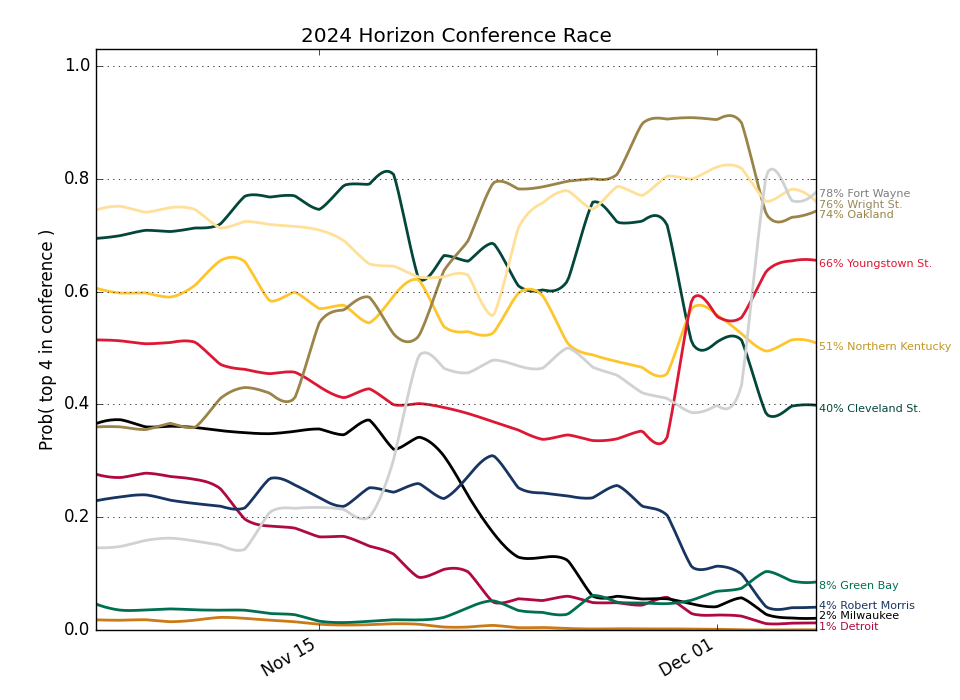 2024 Horizon Conference Race
Prob( top 4 in conference )
1.0
0.8
0.6
0.4
0.2
0.0
Nov 15
Dec 01
78% Fort Wayne
76% Wright St.
74% Oakland
66% Youngstown St.
51% Northern Kentucky
40% Cleveland St.
8% Green Bay
4% Robert Morris
2% Milwaukee
1% Detroit